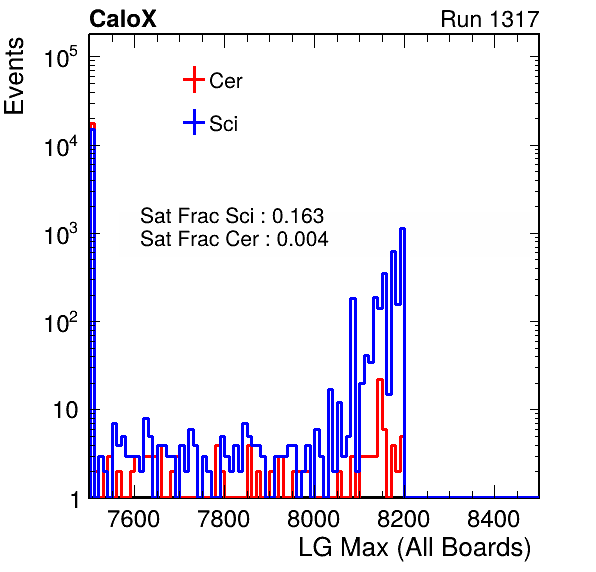 CaloX Run 1317
Events
10^5
10^4
10^3
10^2
10
1
Cer
Sci
Sat Frac Sci : 0.163
Sat Frac Cer : 0.004
7600 7800 8000 8200 8400
LG Max (All Boards)